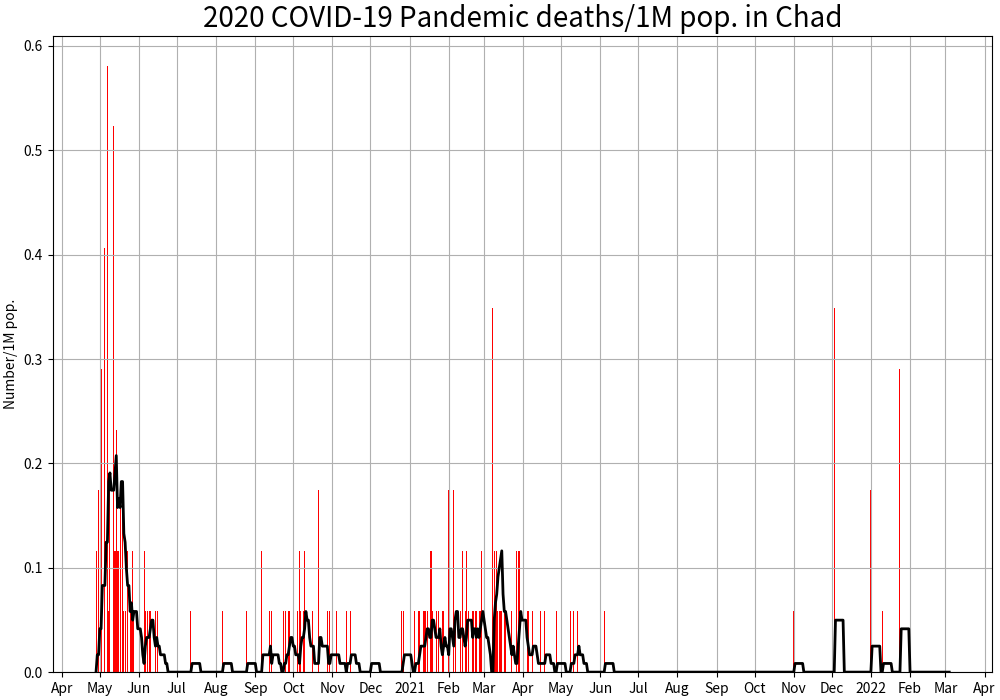 2020 COVID-19 Pandemic deaths/1M pop. in Chad
Number/1M pop.
0.6
0.5
0.4
0.3
0.2
0.1
0.0
Apr May Jun Jul Aug Sep Oct Nov Dec 2021 Feb Mar Apr May Jun Jul Aug Sep Oct Nov Dec 2022 Feb Mar Apr